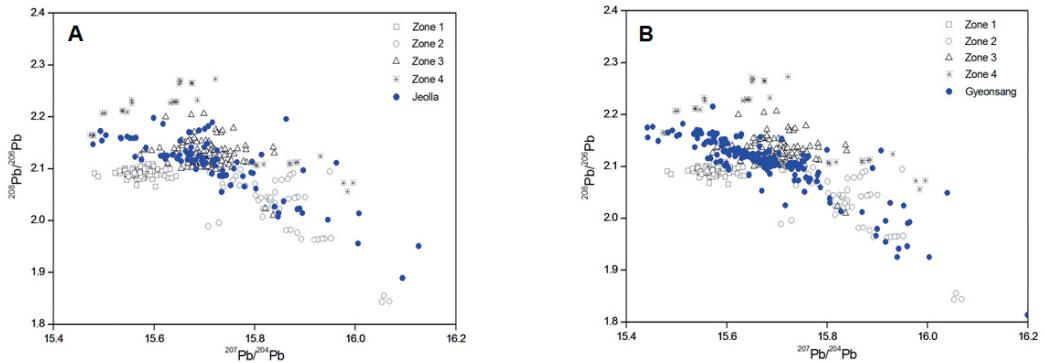 A
2.4
2.3
2.2
2.1
2.0
1.9
1.8
²⁰⁸Pb/²⁰⁶Pb
15.4
15.6
15.8
16.0
16.2
²⁰⁷Pb/²⁰⁴Pb
Zone 1
Zone 2
Zone 3
Zone 4
Jeolla
B
2.4
2.3
2.2
2.1
2.0
1.9
1.8
²⁰⁸Pb/²⁰⁶Pb
15.4
15.6
15.8
16.0
16.2
²⁰⁷Pb/²⁰⁴Pb
Zone 1
Zone 2
Zone 3
Zone 4
Gyeonsang